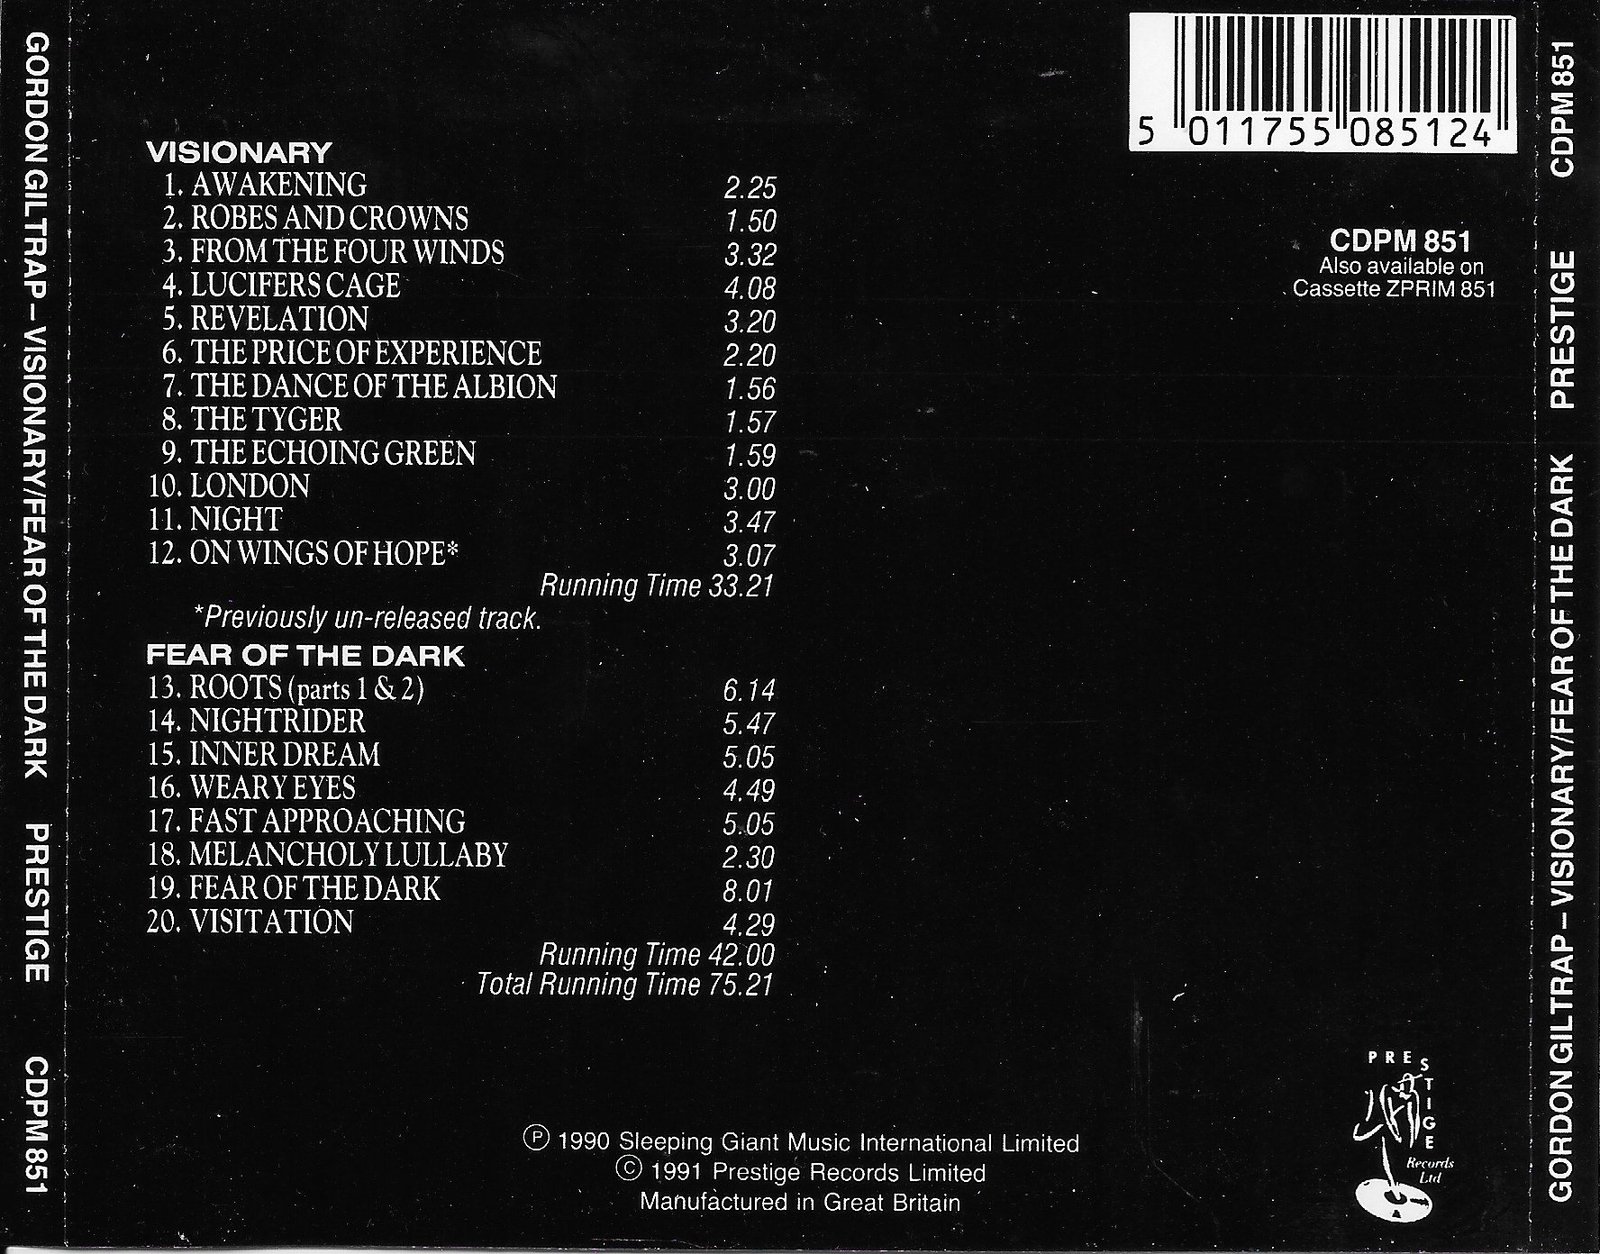 GORDON GILTRAP – VISIONARY/FEAR OF THE DARK PRESTIGE CDPM 851
5 011755 085124
CDPM 851
Also available on
Cassette ZPRIM 851
VISIONARY
1. AWAKENING 2.25
2. ROBES AND CROWNS 1.50
3. FROM THE FOUR WINDS 3.32
4. LUCIFERS CAGE 4.08
5. REVELATION 3.20
6. THE PRICE OF EXPERIENCE 2.20
7. THE DANCE OF THE ALBION 1.56
8. THE TYGER 1.57
9. THE ECHOING GREEN 1.59
10. LONDON 3.00
11. NIGHT 3.47
12. ON WINGS OF HOPE* 3.07
Running Time 33.21
*Previously un-released track.
FEAR OF THE DARK
13. ROOTS (parts 1 & 2) 6.14
14. NIGHTRIDER 5.47
15. INNER DREAM 5.05
16. WEARY EYES 4.49
17. FAST APPROACHING 5.05
18. MELANCHOLY LULLABY 2.30
19. FEAR OF THE DARK 8.01
20. VISITATION 4.29
Running Time 42.00
Total Running Time 75.21
Ⓟ 1990 Sleeping Giant Music International Limited
© 1991 Prestige Records Limited
Manufactured in Great Britain
PRESTIGE
Records
Ltd
GORDON GILTRAP – VISIONARY/FEAR OF THE DARK PRESTIGE CDPM 851